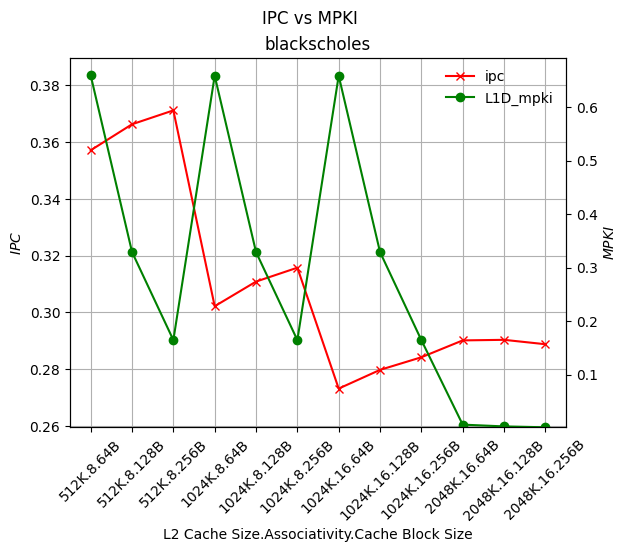 IPC vs MPKI
blackscholes
ipc
L1D_mpki
0.38
0.36
0.34
0.32
0.30
0.28
0.26
IPC
0.6
0.5
0.4
0.3
0.2
0.1
MPKI
512K.8.64B
512K.8.128B
512K.8.256B
1024K.8.64B
1024K.8.128B
1024K.8.256B
1024K.16.64B
1024K.16.128B
1024K.16.256B
2048K.16.64B
2048K.16.128B
2048K.16.256B
L2 Cache Size.Associativity.Cache Block Size